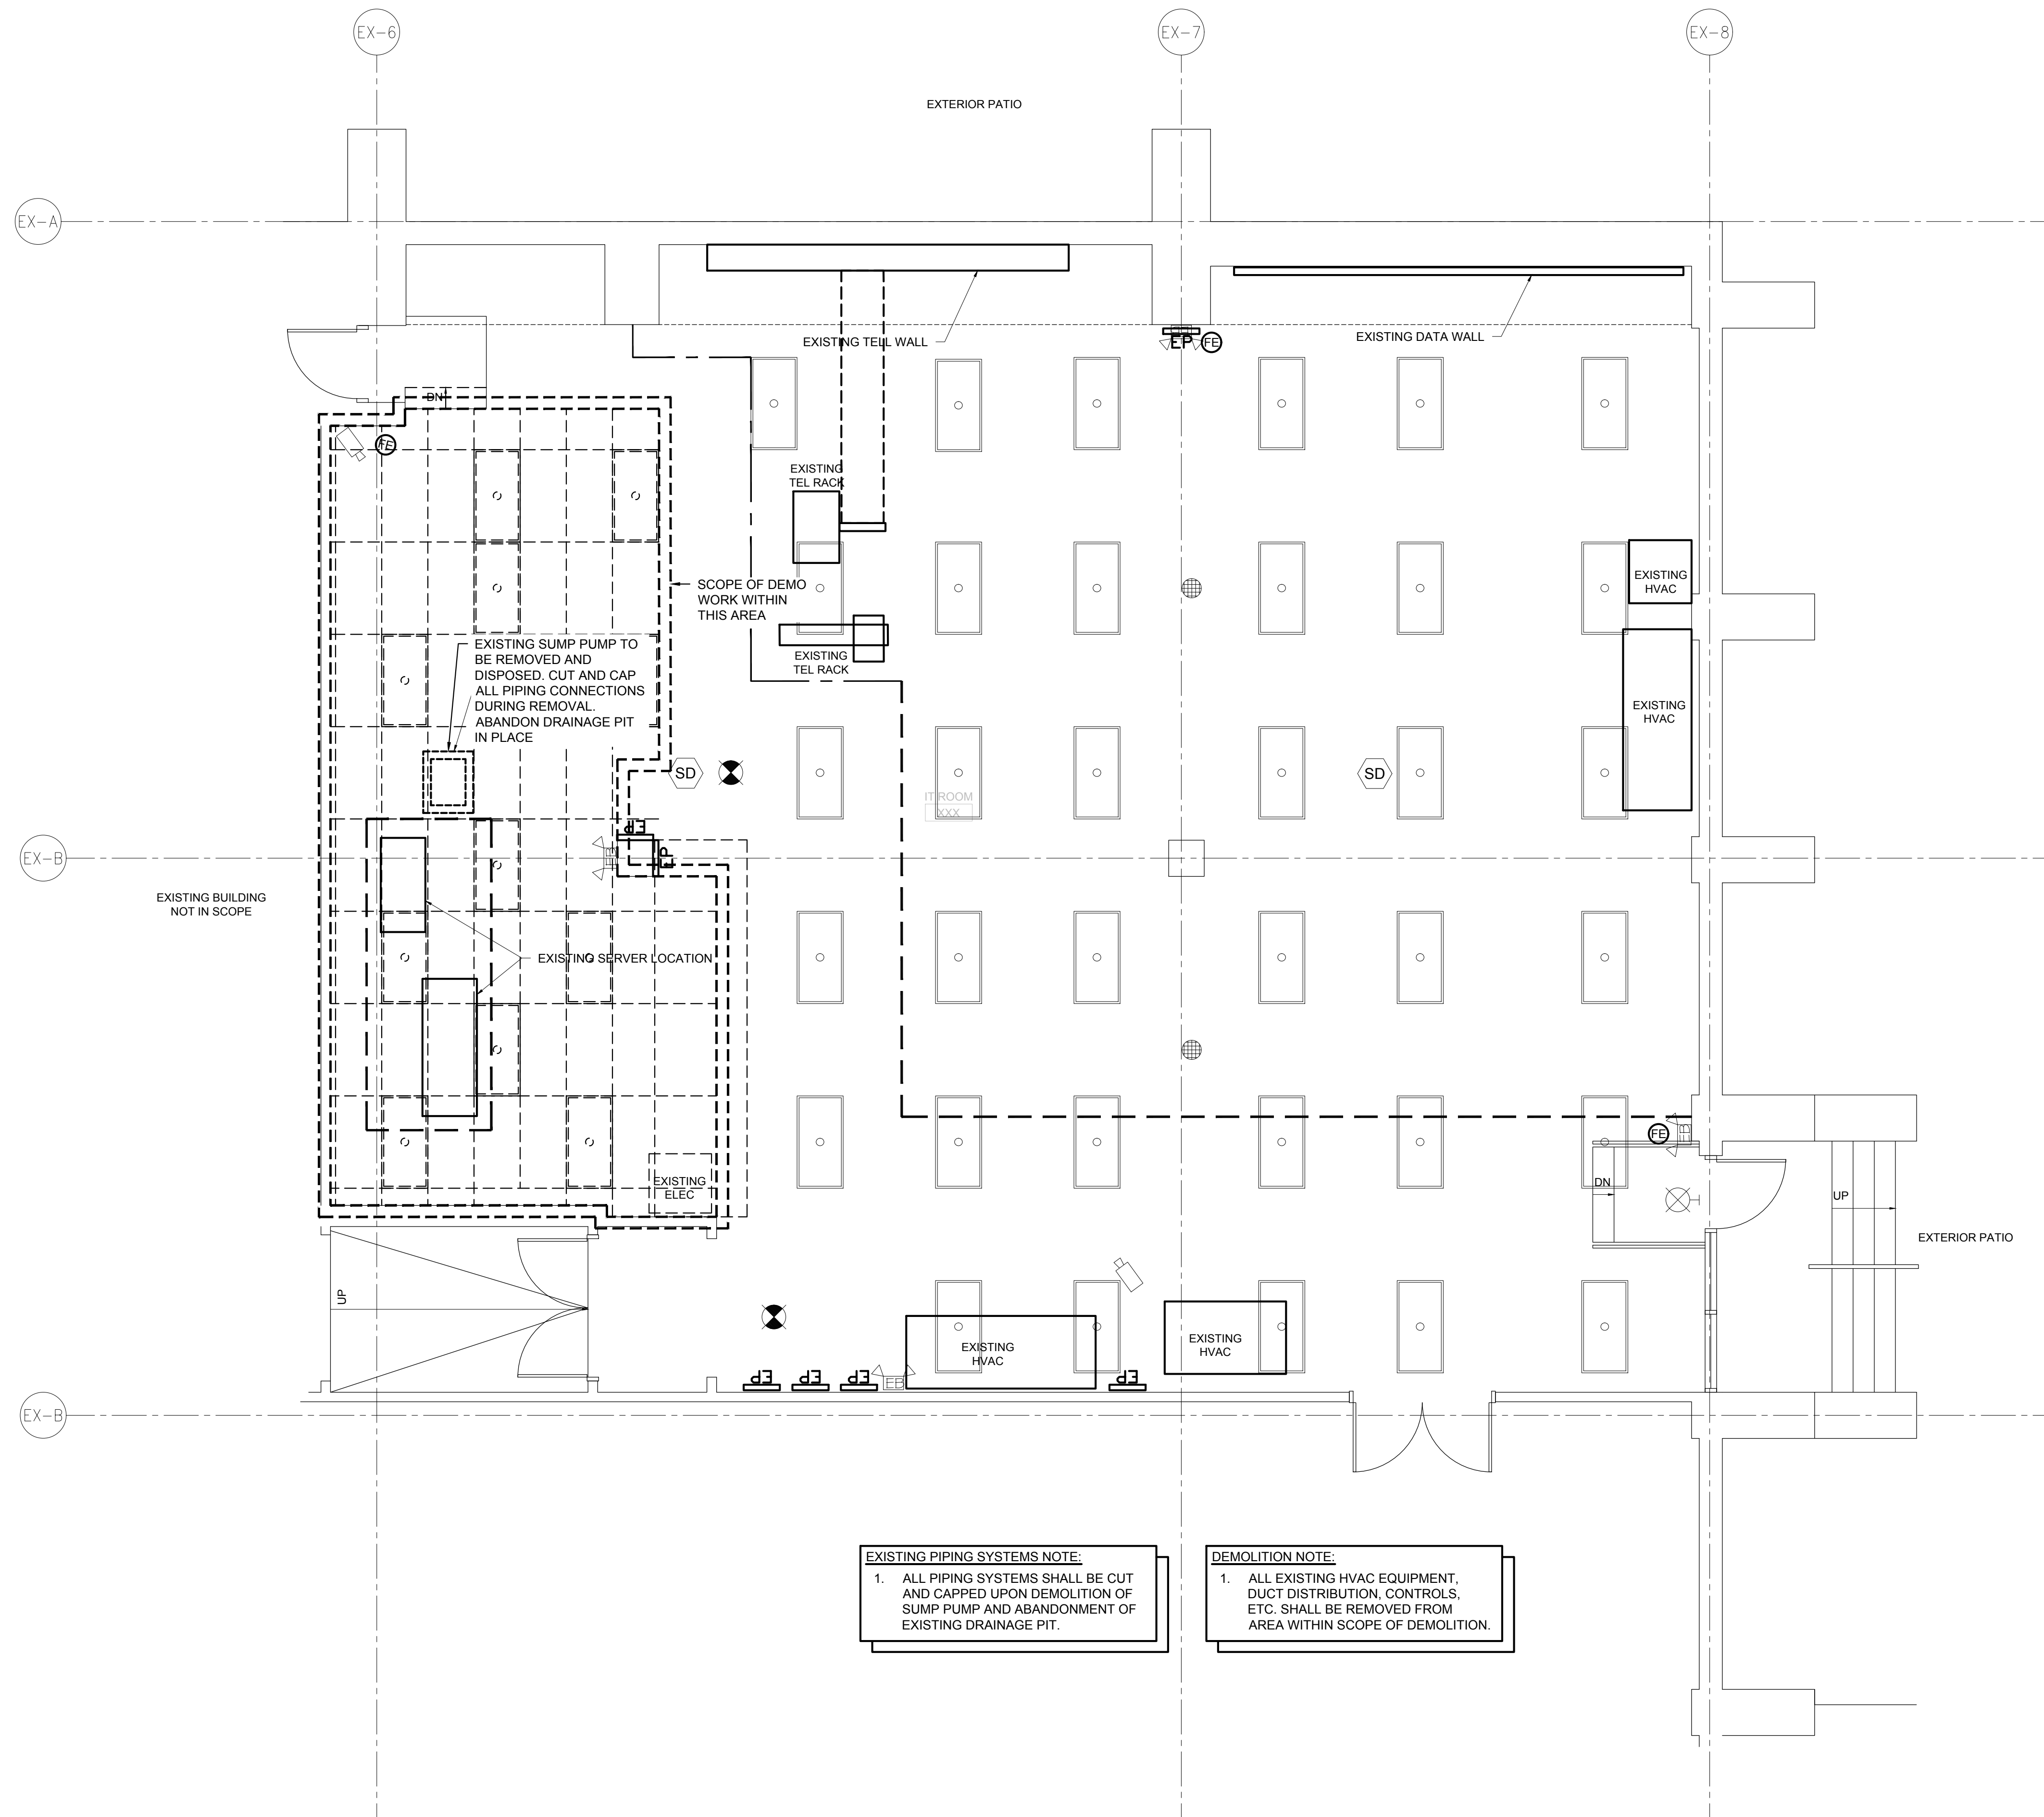 EX-6
EX-7
EX-8
EXTERIOR PATIO
EX-A
EXISTING TELL WALL
EP
FE
EXISTING DATA WALL
DN
FE
EXISTING
TEL RACK
SCOPE OF DEMO
WORK WITHIN
THIS AREA
EXISTING
HVAC
EXISTING SUMP PUMP TO
BE REMOVED AND
DISPOSED. CUT AND CAP
ALL PIPING CONNECTIONS
DURING REMOVAL.
ABANDON DRAINAGE PIT
IN PLACE
EXISTING
TEL RACK
EXISTING
HVAC
SD
SD
IT ROOM
XXX
EP
EX-B
EB
EP
EXISTING BUILDING
NOT IN SCOPE
EXISTING SERVER LOCATION
FE
EB
EXISTING
ELEC
DN
UP
EXTERIOR PATIO
UP
EXISTING
HVAC
EXISTING
HVAC
EP
EP
EP
EB
EP
EX-B
EXISTING PIPING SYSTEMS NOTE:
1. ALL PIPING SYSTEMS SHALL BE CUT
AND CAPPED UPON DEMOLITION OF
SUMP PUMP AND ABANDONMENT OF
EXISTING DRAINAGE PIT.
DEMOLITION NOTE:
1. ALL EXISTING HVAC EQUIPMENT,
DUCT DISTRIBUTION, CONTROLS,
ETC. SHALL BE REMOVED FROM
AREA WITHIN SCOPE OF DEMOLITION.